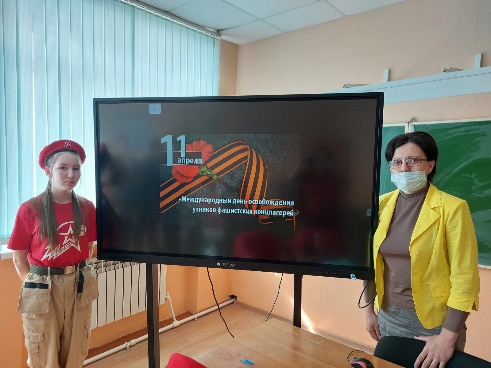 11
апреля
«Международный день освобождения
узников фашистских концлагерей»